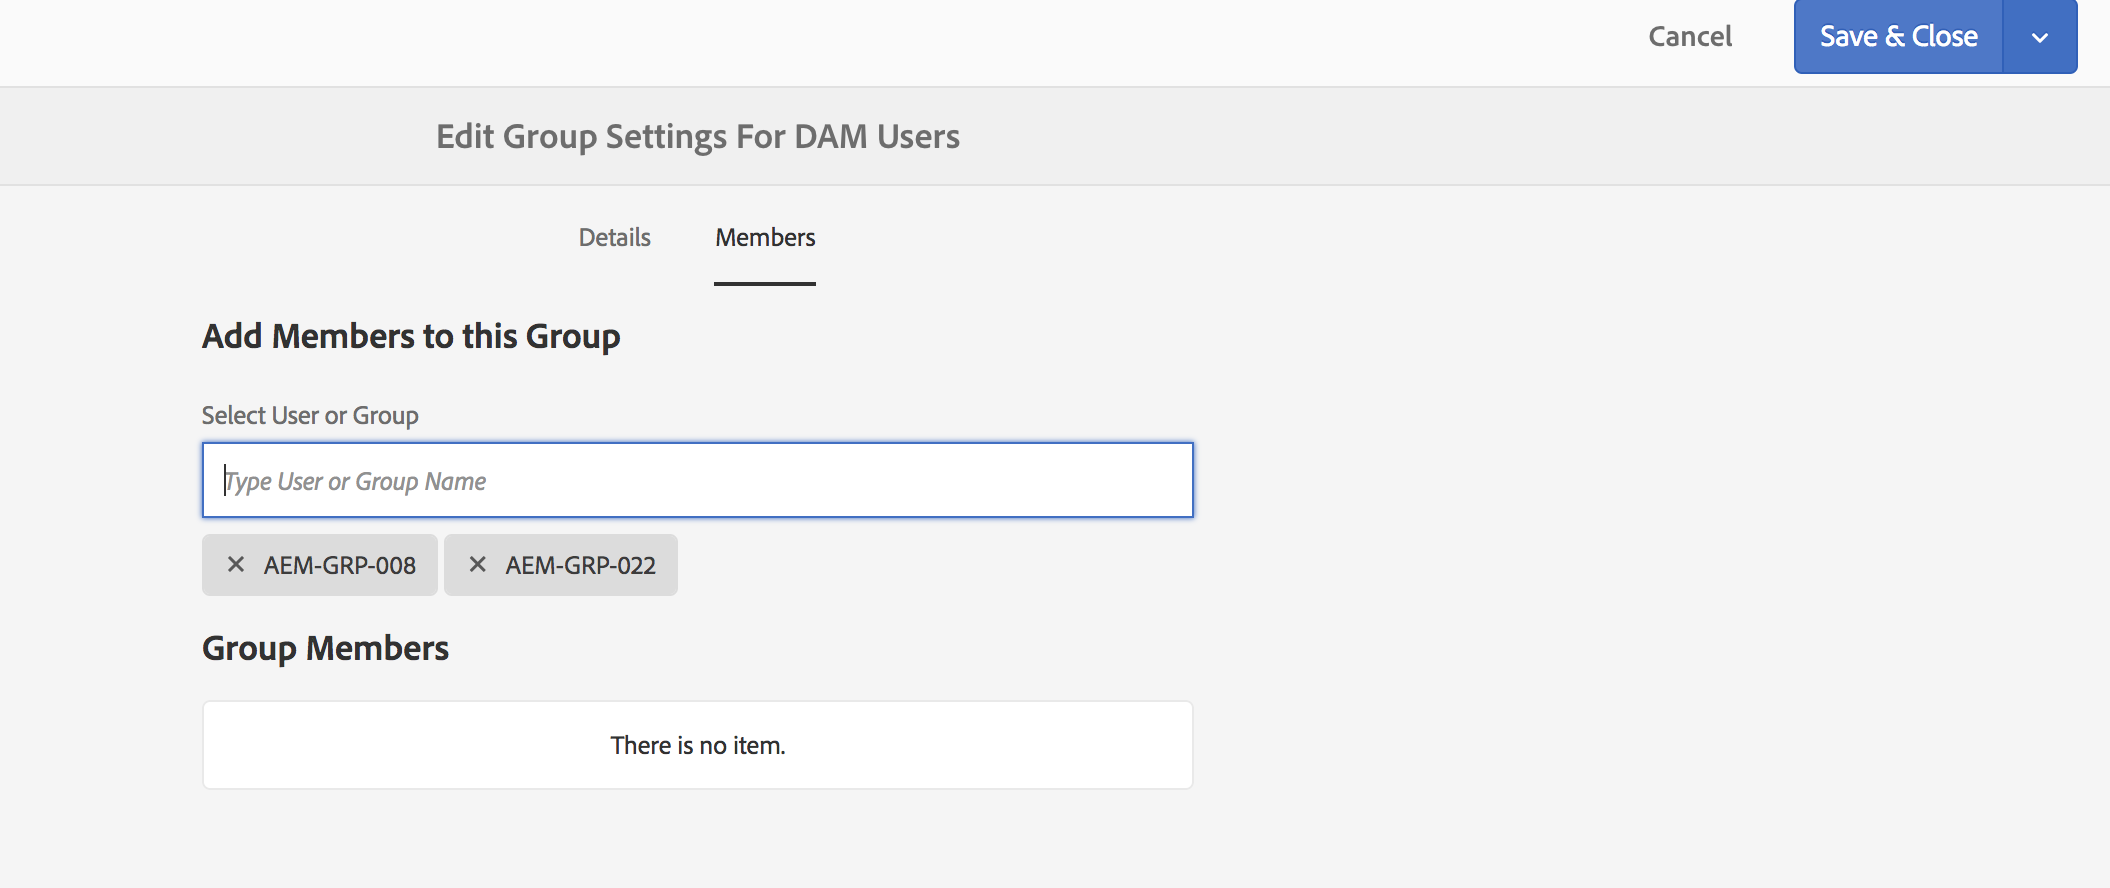 Cancel
Save & Close
Edit Group Settings For DAM Users
Details
Members
Add Members to this Group
Select User or Group
Type User or Group Name
AEM-GRP-008
AEM-GRP-022
Group Members
There is no item.